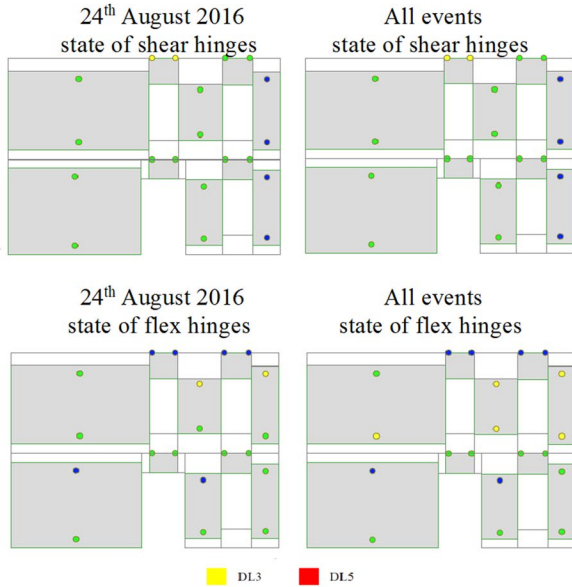 24th August 2016
state of shear hinges
All events
state of shear hinges
24th August 2016
state of flex hinges
All events
state of flex hinges
DL3
DL5